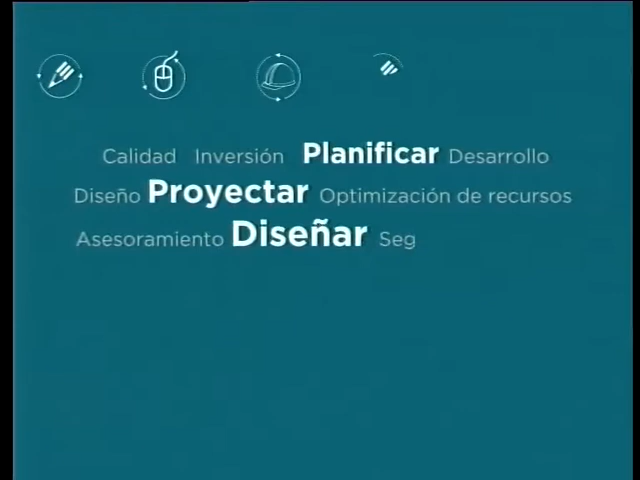 Calidad Inversión Planificar Desarrollo
Diseño Proyectar Optimización de recursos
Asesoramiento Diseñar Seg